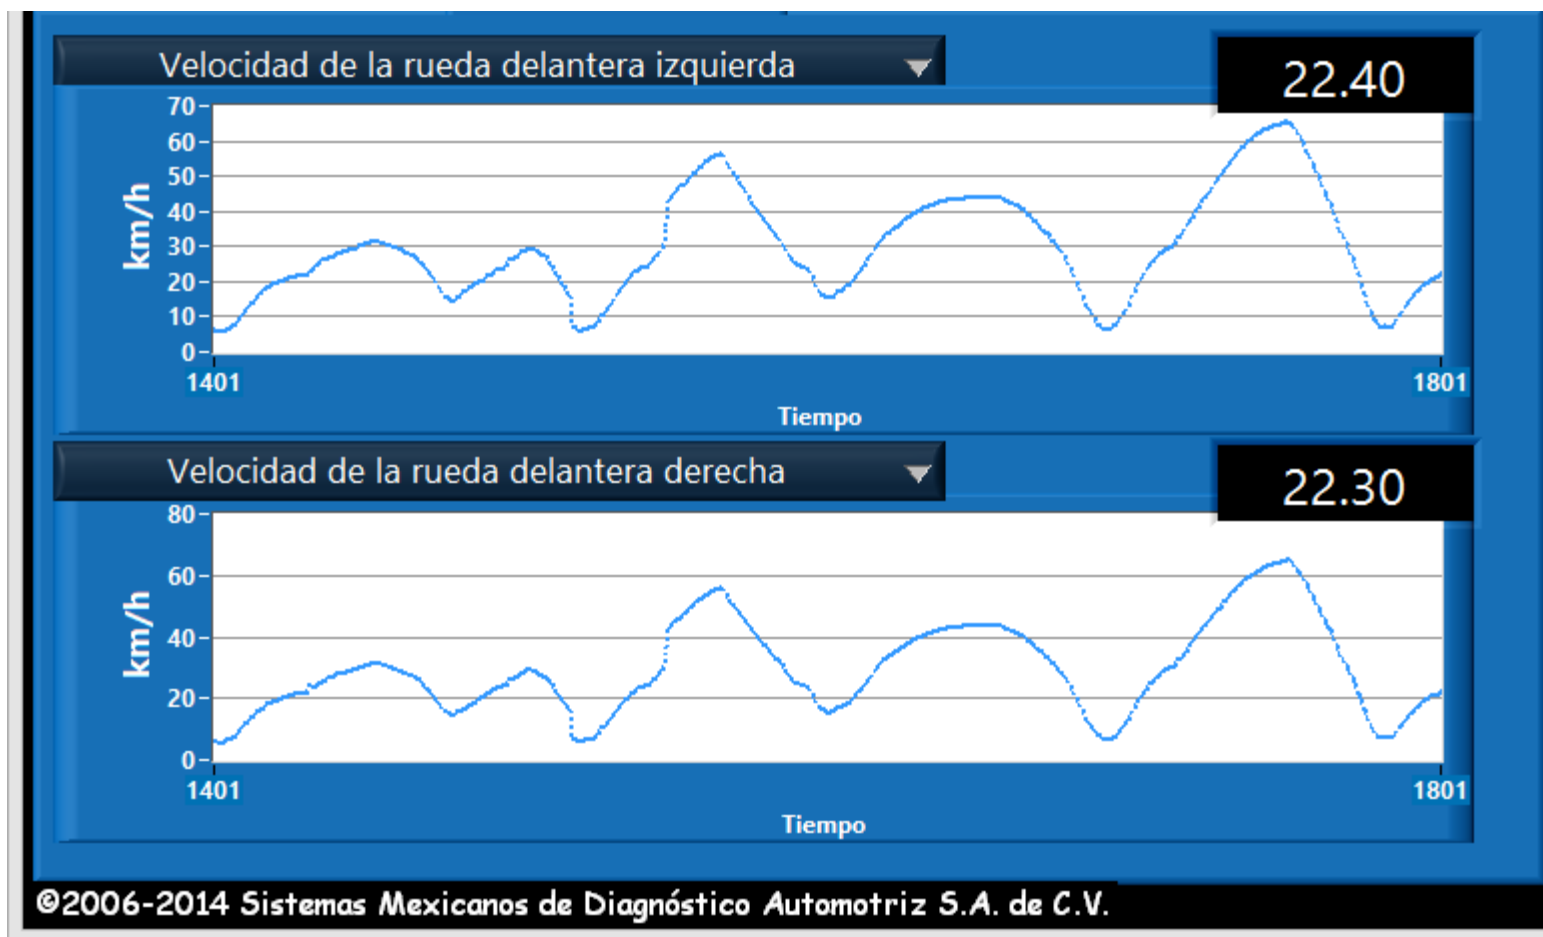 Velocidad de la rueda delantera izquierda
22.40
70
60
50
40
30
20
10
0
km/h
1401
1801
Tiempo
Velocidad de la rueda delantera derecha
22.30
80
60
40
20
0
km/h
1401
1801
Tiempo
©2006-2014 Sistemas Mexicanos de Diagnóstico Automotriz S.A. de C.V.